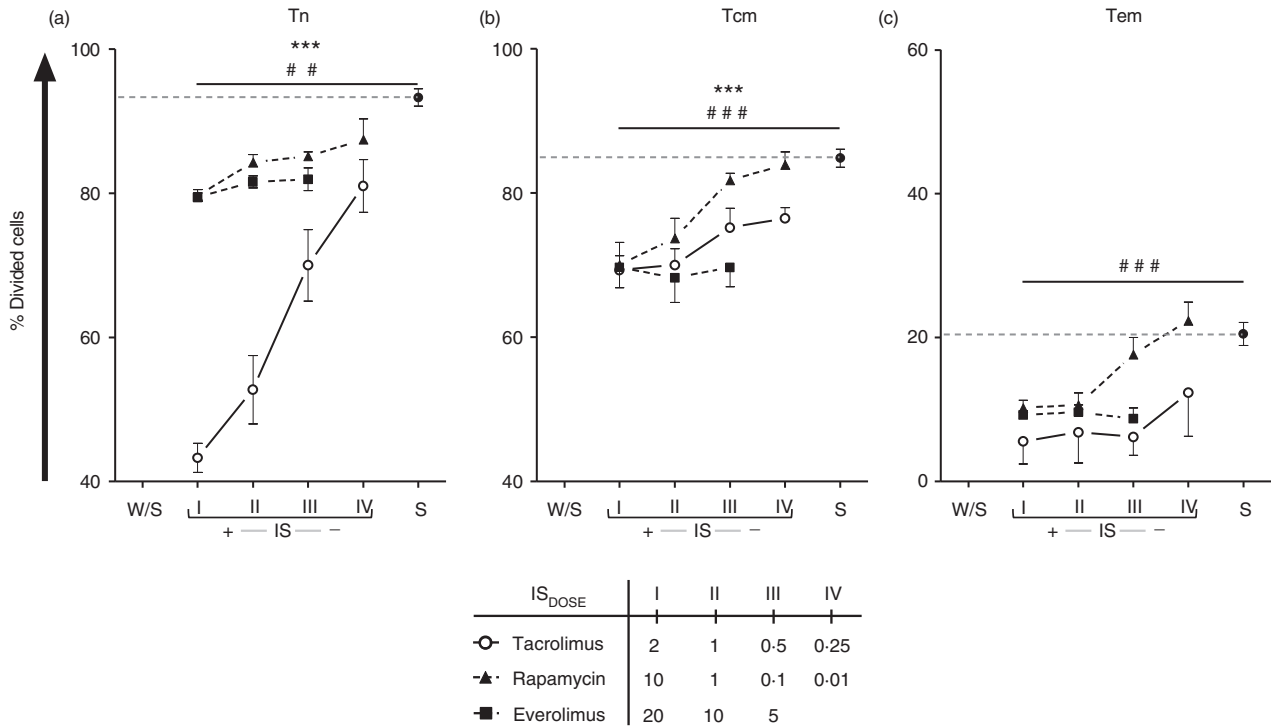 (a) Tn
% Divided cells
100
80
60
40
***
# #
W/S I II III IV S
+ IS −
(b) Tcm
100
80
60
40
***
# # #
W/S I II III IV S
+ IS −
(c) Tem
60
40
20
0
# # #
W/S I II III IV S
+ IS −
IS DOSE I II III IV
Tacrolimus 2 1 0·5 0·25
Rapamycin 10 1 0·1 0·01
Everolimus 20 10 5